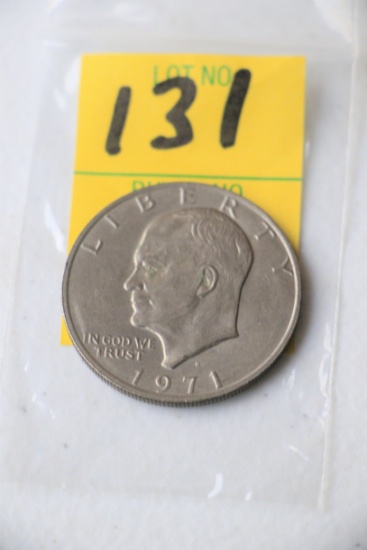 LOT NO.
131
LIBERTY
IN GOD WE
TRUST
1971